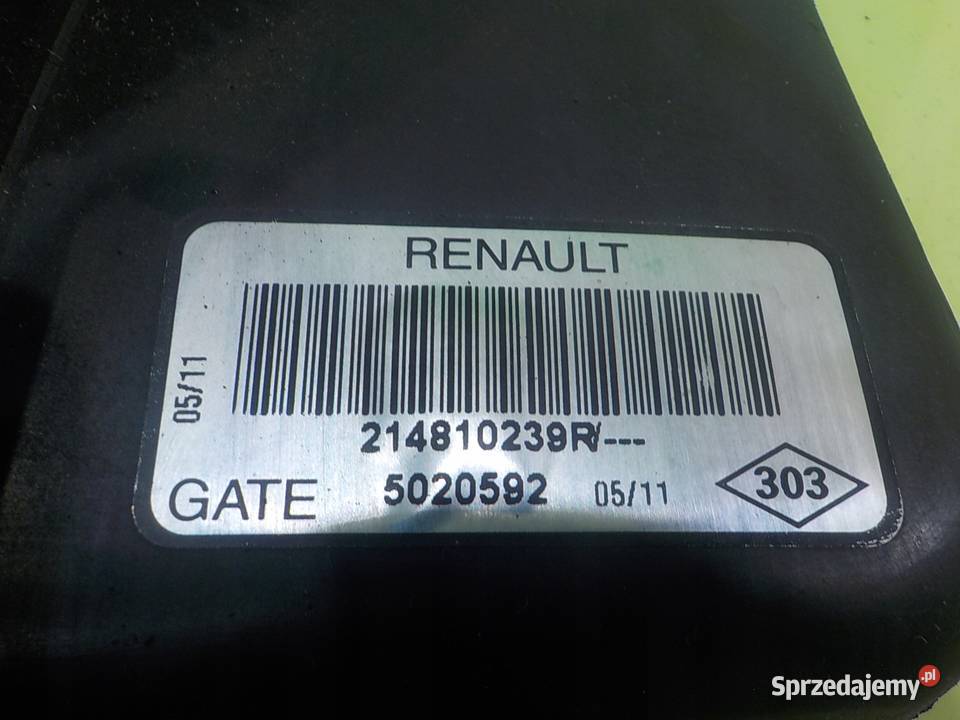 RENAULT
05/11
214810239R/---
GATE 5020592 05/11 303
Sprzedajemy.pl